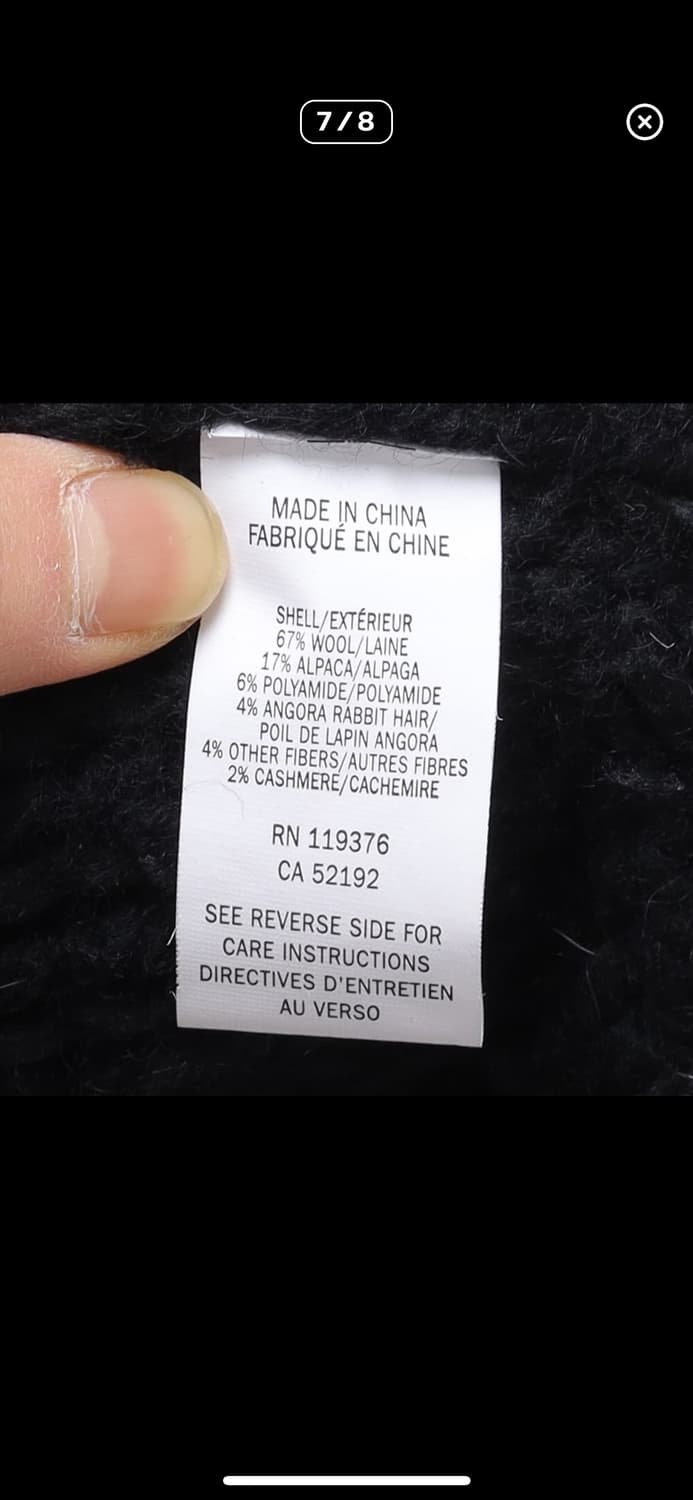 7/8
MADE IN CHINA
FABRIQUÉ EN CHINE
SHELL/EXTÉRIEUR
67% WOOL/LAINE
17% ALPACA/ALPAGA
6% POLYAMIDE/POLYAMIDE
4% ANGORA RABBIT HAIR/
POIL DE LAPIN ANGORA
4% OTHER FIBERS/AUTRES FIBRES
2% CASHMERE/CACHEMIRE
RN 119376
CA 52192
SEE REVERSE SIDE FOR
CARE INSTRUCTIONS
DIRECTIVES D'ENTRETIEN
AU VERSO